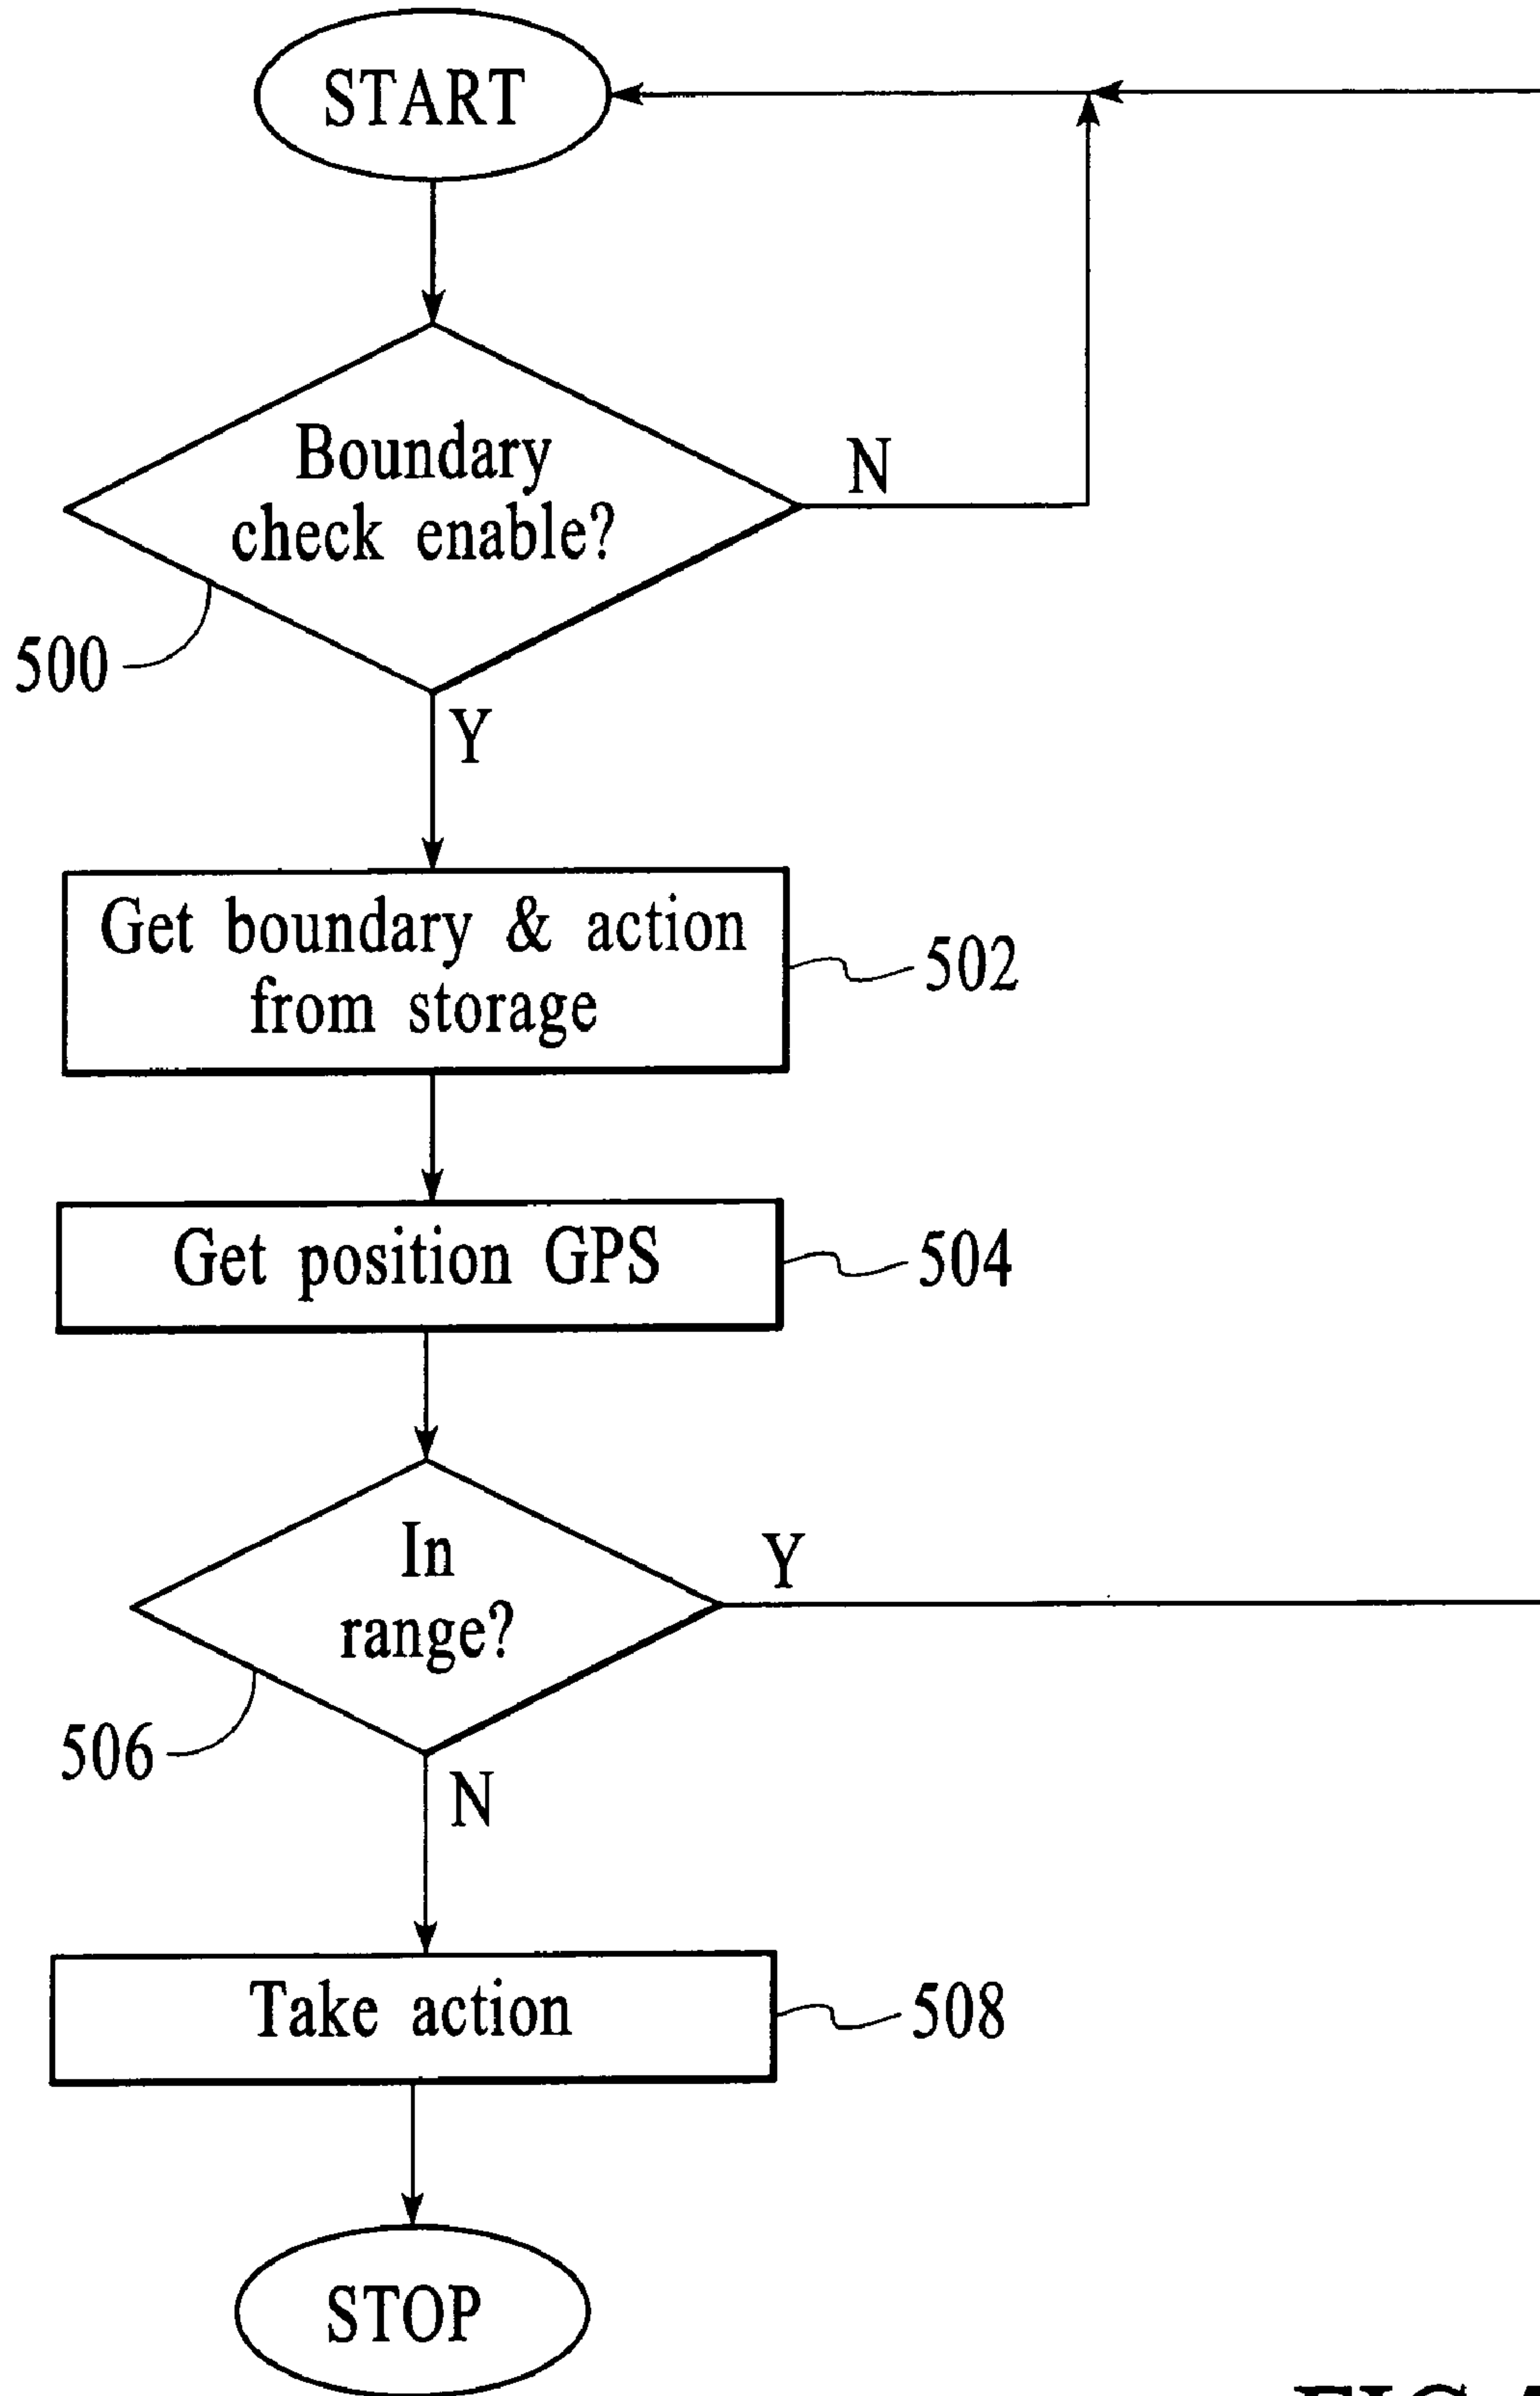 START
Boundary
check enable?
N
500
Y
Get boundary & action
from storage
502
Get position GPS
504
In
range?
Y
506
N
Take action
508
STOP